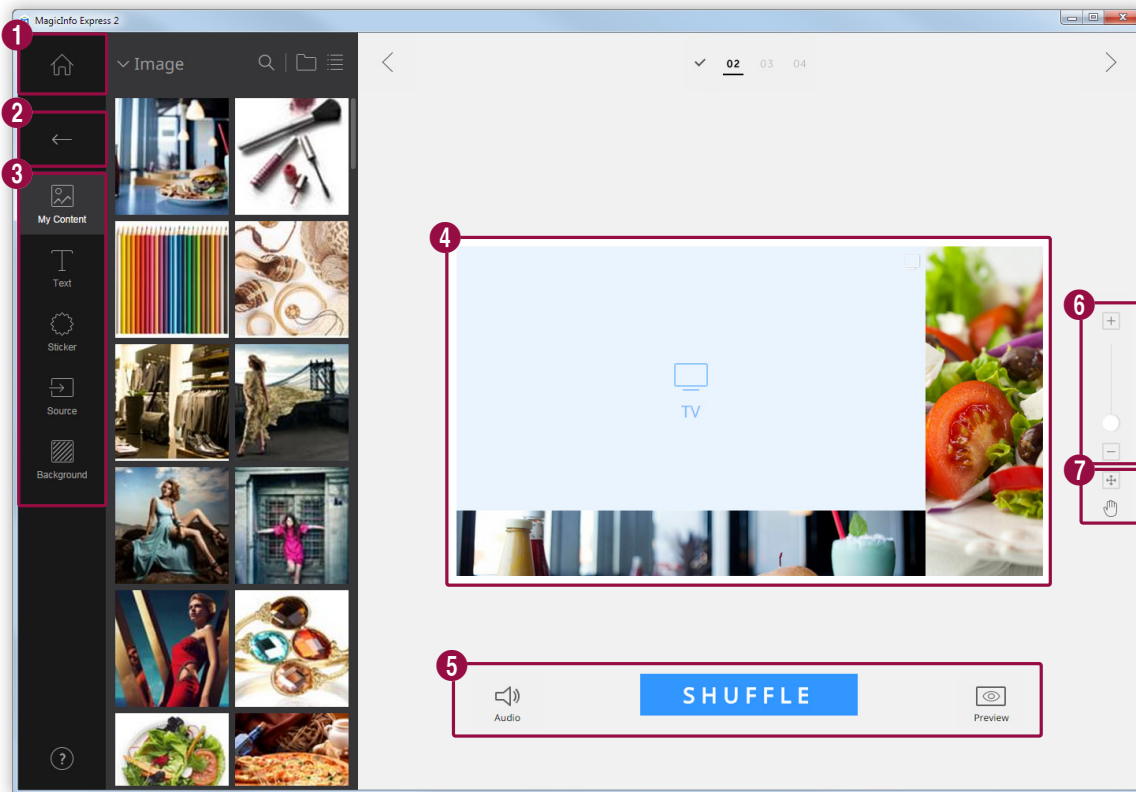 MagicInfo Express 2
1
2
3
Image
02 03 04
My Content
Text
Sticker
Source
Background
?
4
TV
6
7
5
Audio
SHUFFLE
Preview